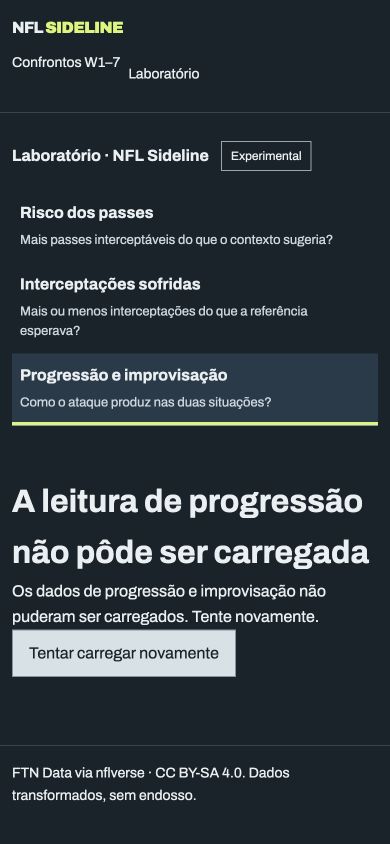 NFL SIDELINE
Confrontos W1–7
Laboratório
Laboratório · NFL Sideline
Experimental
Risco dos passes
Mais passes interceptáveis do que o contexto sugeria?
Interceptações sofridas
Mais ou menos interceptações do que a referência
esperava?
Progressão e improvisação
Como o ataque produz nas duas situações?
A leitura de progressão
não pôde ser carregada
Os dados de progressão e improvisação não
puderam ser carregados. Tente novamente.
Tentar carregar novamente
FTN Data via nflverse · CC BY-SA 4.0. Dados
transformados, sem endosso.